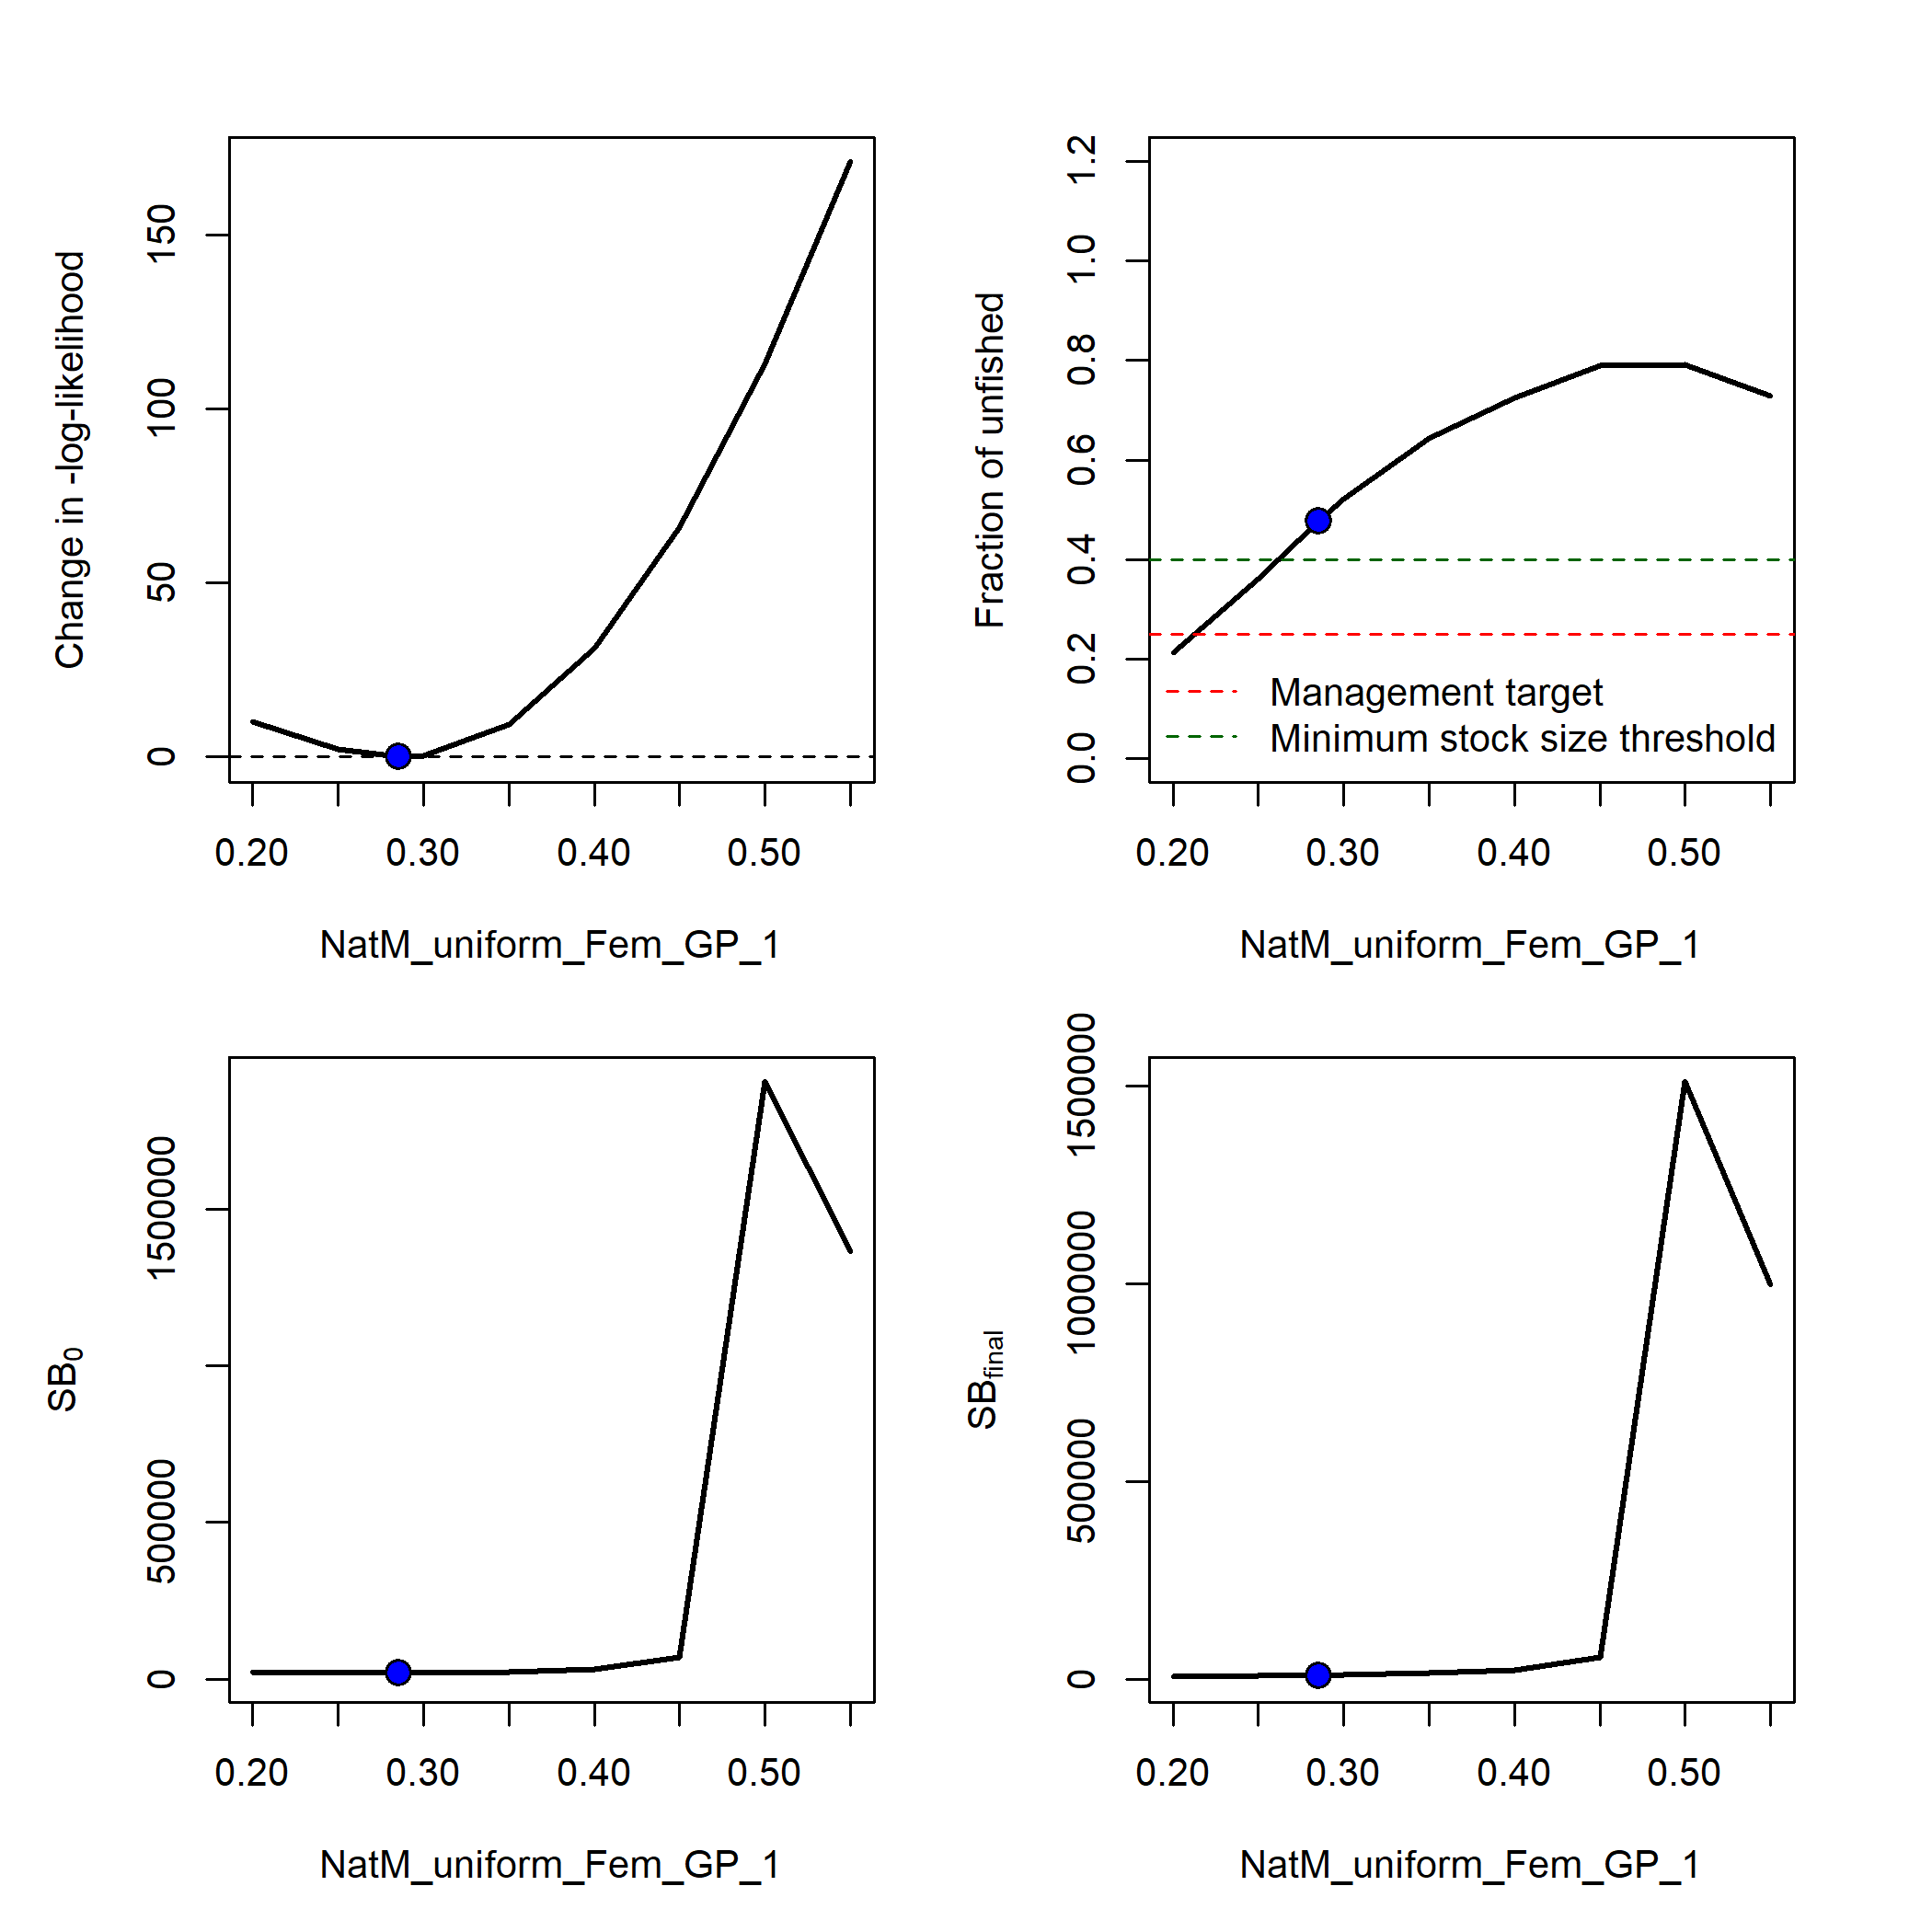 Change in -log-likelihood
0 50 100 150
0.20 0.30 0.40 0.50
NatM_uniform_Fem_GP_1
Fraction of unfished
0.0 0.2 0.4 0.6 0.8 1.0 1.2
Management target
Minimum stock size threshold
0.20 0.30 0.40 0.50
NatM_uniform_Fem_GP_1
SB0
0 500000 1500000
0.20 0.30 0.40 0.50
NatM_uniform_Fem_GP_1
SBfinal
0 500000 1000000 1500000
0.20 0.30 0.40 0.50
NatM_uniform_Fem_GP_1